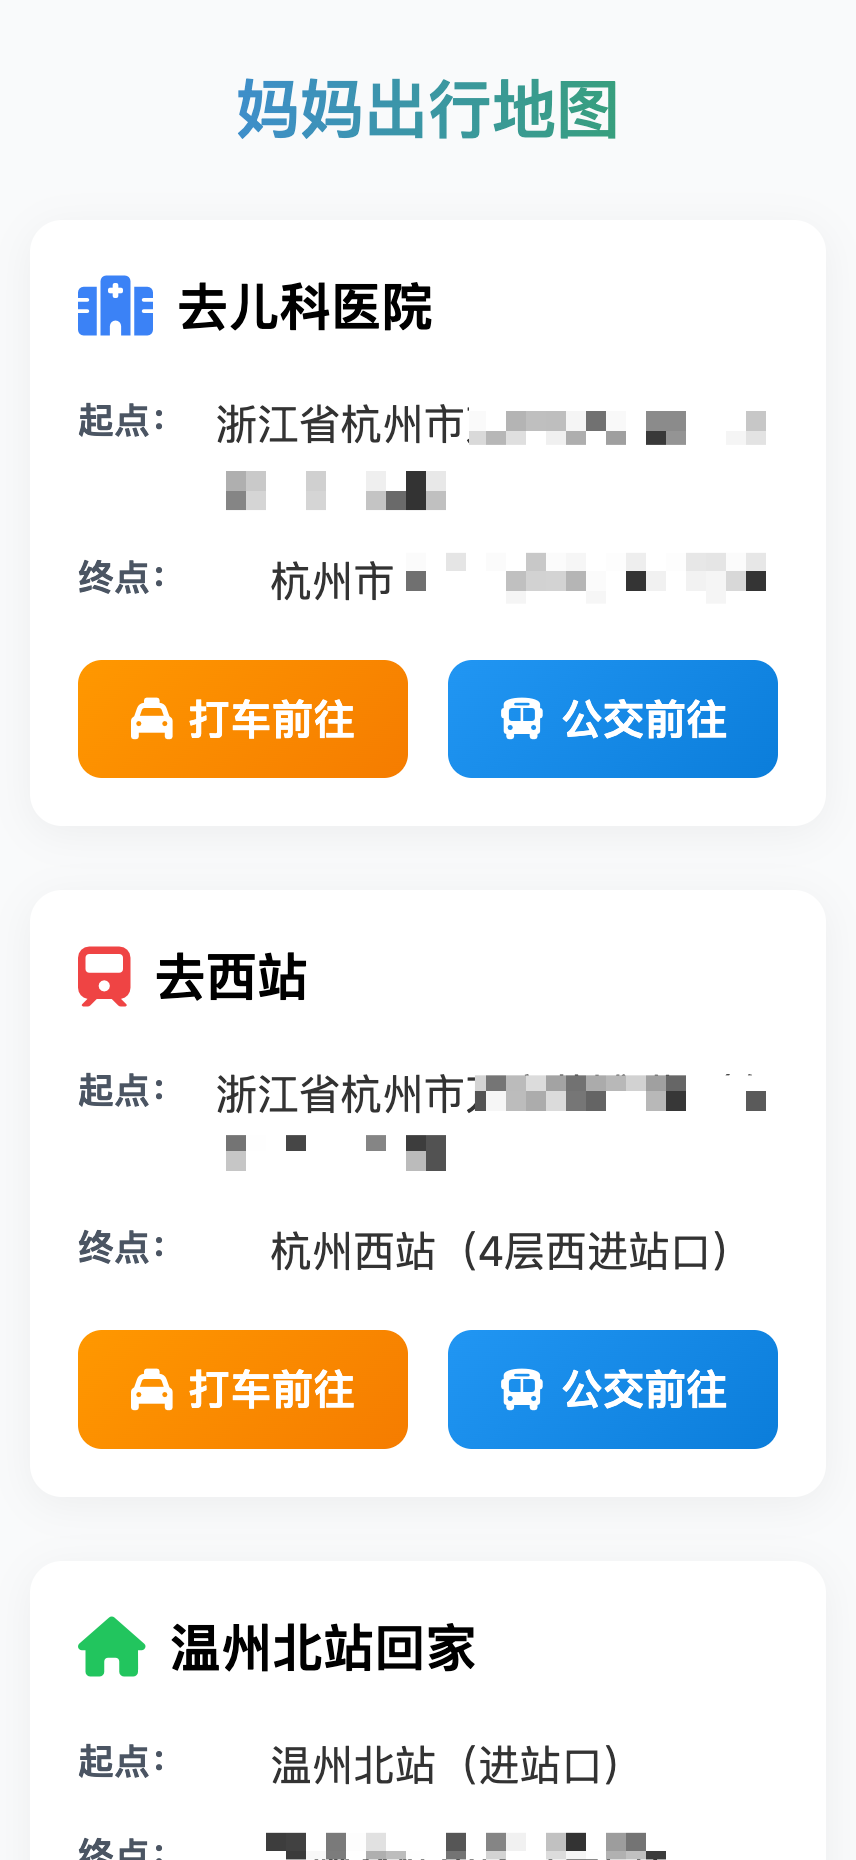 妈妈出行地图
去儿科医院
起点：浙江省杭州市
终点：杭州市
打车前往 公交前往
去西站
起点：浙江省杭州市
终点：杭州西站（4层西进站口）
打车前往 公交前往
温州北站回家
起点：温州北站（进站口）
终点：